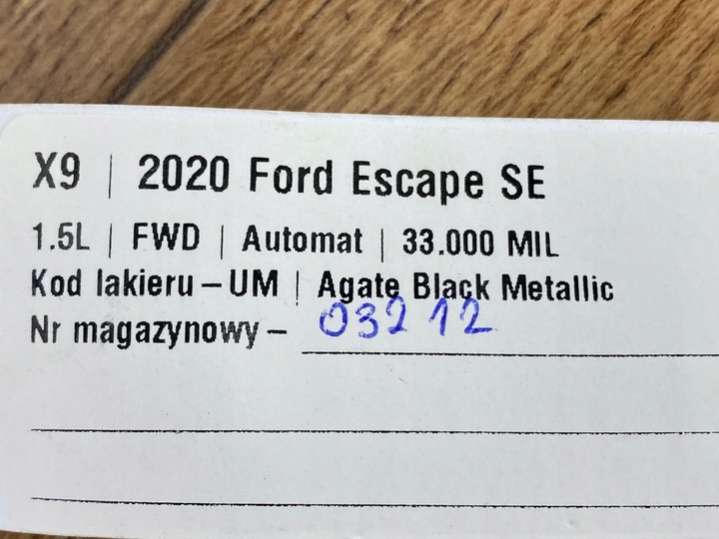 X9 | 2020 Ford Escape SE
1.5L | FWD | Automat | 33.000 MIL
Kod lakieru – UM | Agate Black Metallic
Nr magazynowy – 03212